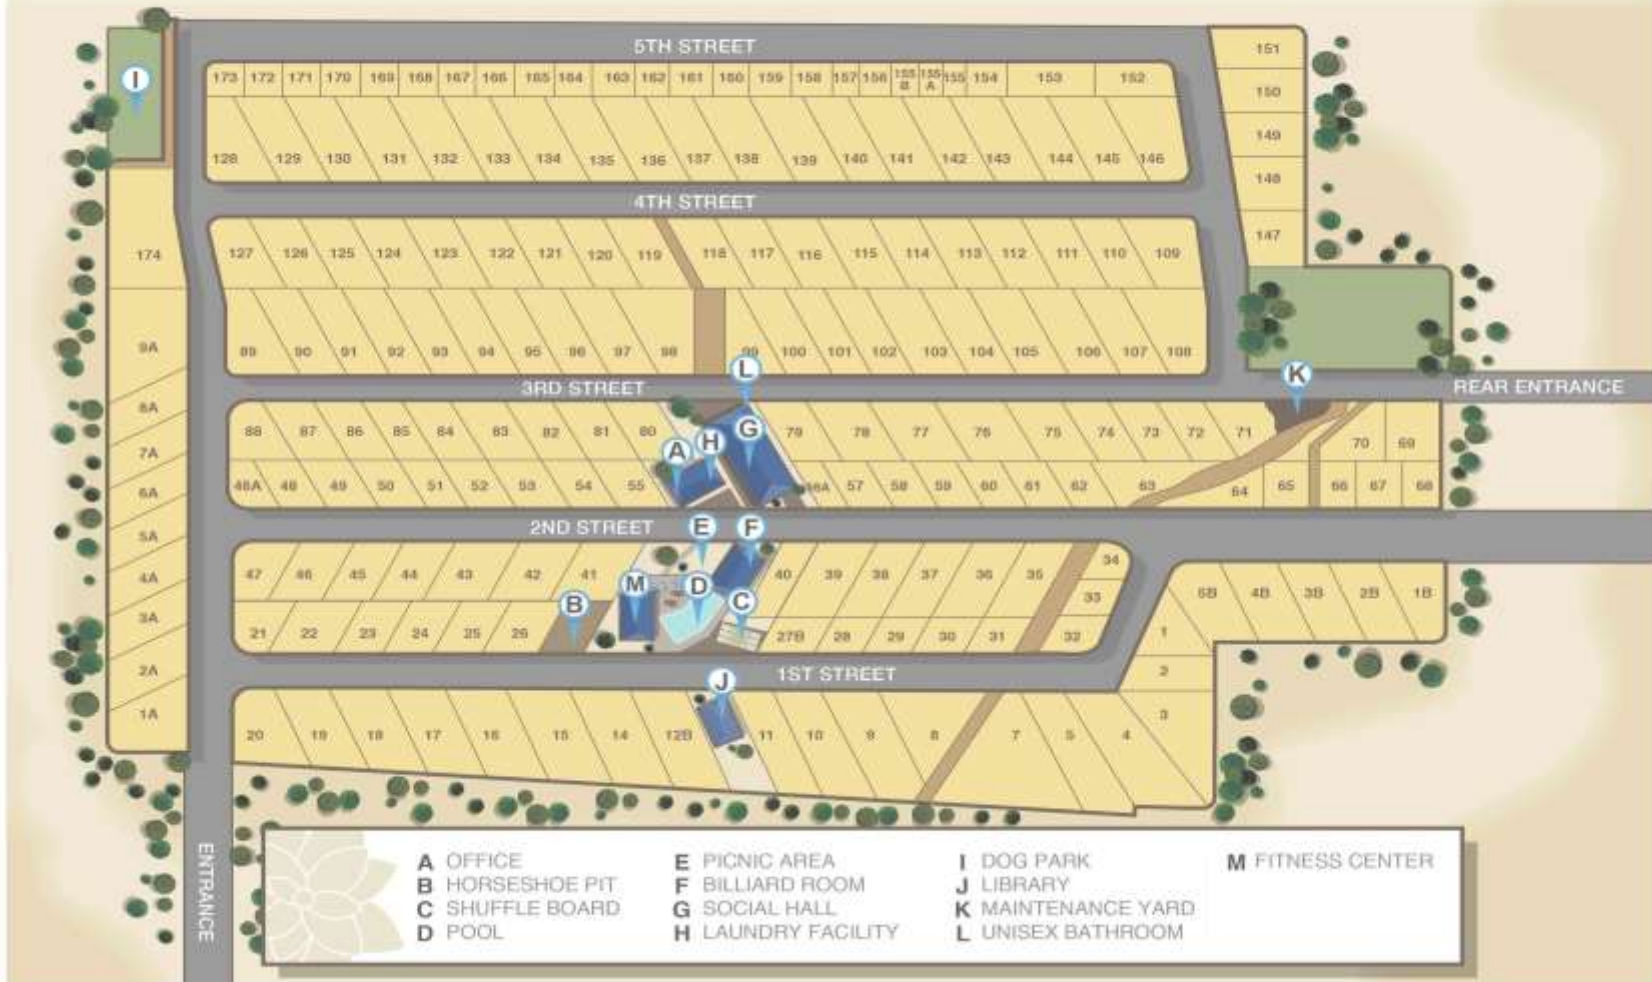 5TH STREET
I
173 172 171 170 169 168 167 166 165 164 163 162 161 160 159 158 157 156 155B 155A 155 154 153 152
151
150
149
148
147
128 129 130 131 132 133 134 135 136 137 138 139 140 141 142 143 144 145 146
4TH STREET
174
127 126 125 124 123 122 121 120 119 118 117 116 115 114 113 112 111 110 109
9A
89 90 91 92 93 94 95 96 97 98 99 100 101 102 103 104 105 106 107 108
L
K
3RD STREET
REAR ENTRANCE
8A
7A
6A
5A
4A
3A
2A
1A
88 87 86 85 84 83 82 81 80 79 78 77 76 75 74 73 72 71 70 69
A H G
48A 48 49 50 51 52 53 54 55 56A 57 58 59 60 61 62 63 64 65 66 67 68
2ND STREET
E F
47 46 45 44 43 42 41 40 39 38 37 36 35 34
33
M D
B C
21 22 23 24 25 26 27B 28 29 30 31 32
1 6B 4B 3B 2B 1B
2
3
1ST STREET
J
20 19 18 17 16 15 14 12B 11 10 9 8 7 5 4
ENTRANCE
A OFFICE
B HORSESHOE PIT
C SHUFFLE BOARD
D POOL
E PICNIC AREA
F BILLIARD ROOM
G SOCIAL HALL
H LAUNDRY FACILITY
I DOG PARK
J LIBRARY
K MAINTENANCE YARD
L UNISEX BATHROOM
M FITNESS CENTER